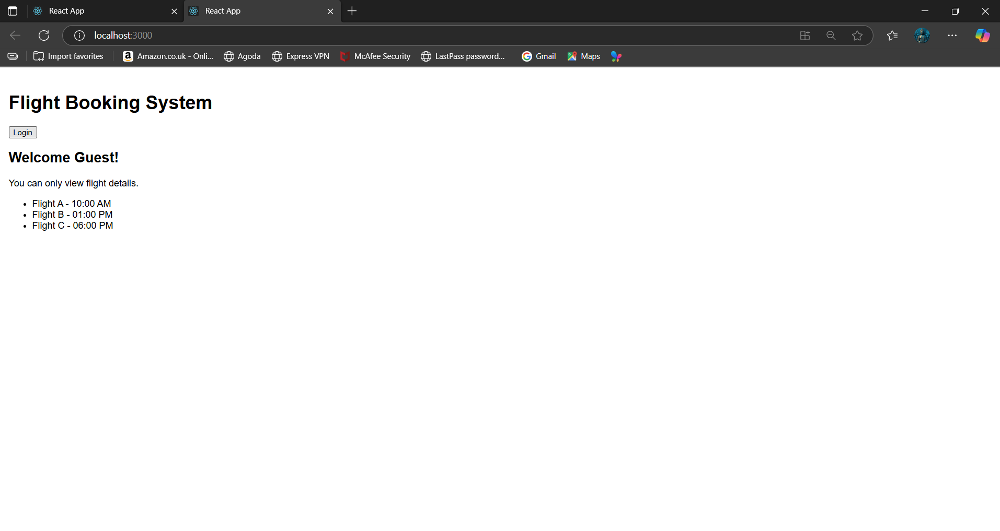 React App
React App
localhost:3000
Import favorites
a Amazon.co.uk - Onli...
Agoda
Express VPN
McAfee Security
LastPass password...
G Gmail
Maps
Flight Booking System
Login
Welcome Guest!
You can only view flight details.
• Flight A - 10:00 AM
• Flight B - 01:00 PM
• Flight C - 06:00 PM